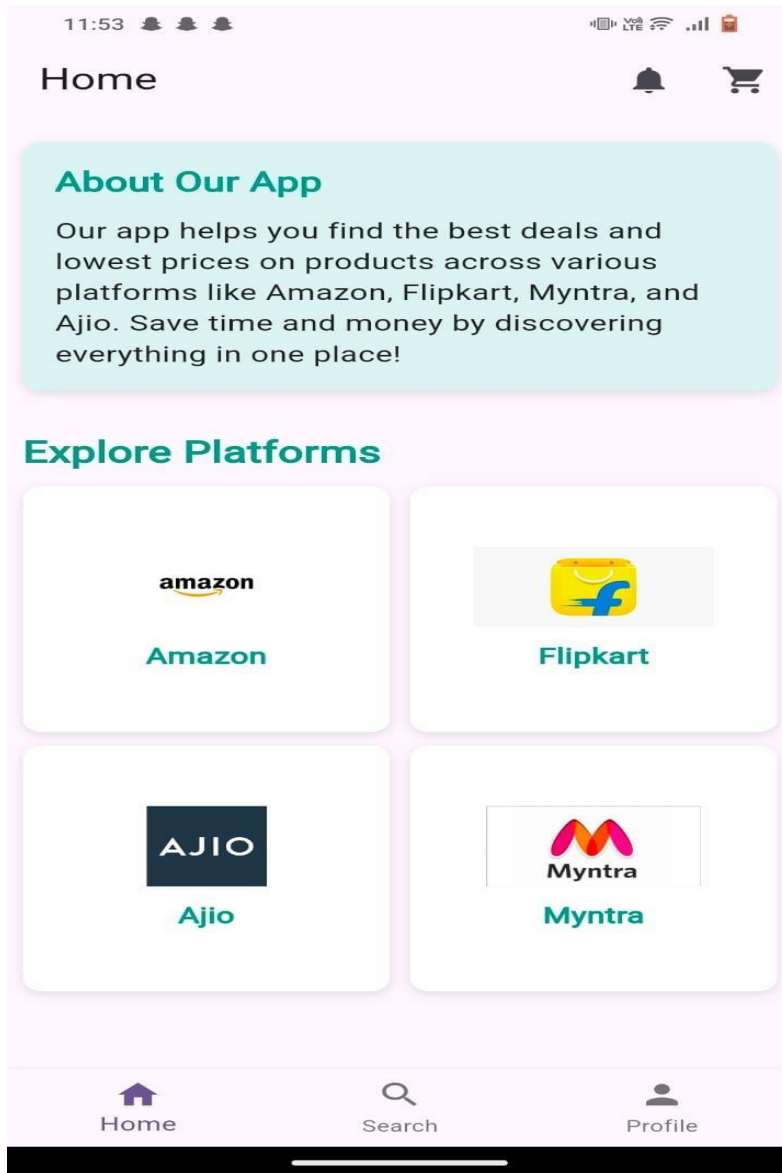 11:53
Vo) LTE
Home
About Our App
Our app helps you find the best deals and
lowest prices on products across various
platforms like Amazon, Flipkart, Myntra, and
Ajio. Save time and money by discovering
everything in one place!
Explore Platforms
amazon
Amazon
f
Flipkart
AJIO
Ajio
Myntra
Myntra
Home
Search
Profile